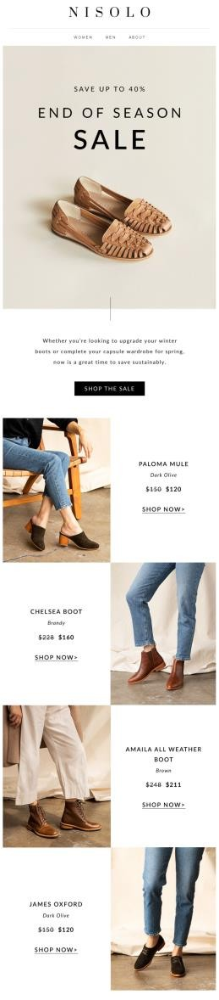 NISOLO
WOMEN MEN ABOUT
SAVE UP TO 40%
END OF SEASON
SALE
Whether you're looking to upgrade your winter
boots or complete your capsule wardrobe for spring,
now is a great time to save sustainably.
SHOP THE SALE
PALOMA MULE
Dark Olive
$150 $120
SHOP NOW>
CHELSEA BOOT
Brandy
$228 $160
SHOP NOW>
AMAILA ALL WEATHER
BOOT
Brown
$248 $211
SHOP NOW>
JAMES OXFORD
Dark Olive
$150 $120
SHOP NOW>